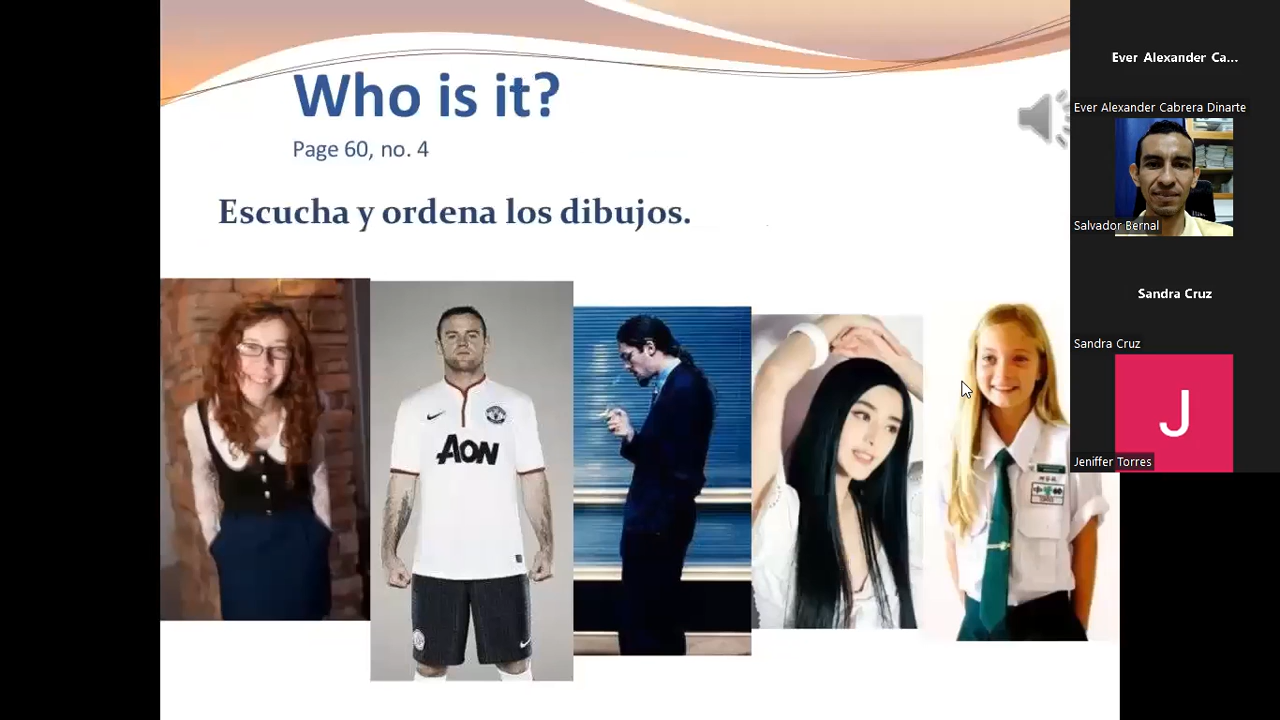 Who is it?
Page 60, no. 4
Escucha y ordena los dibujos.
AON
Ever Alexander Ca...
Ever Alexander Cabrera Dinarte
Salvador Bernal
Sandra Cruz
Sandra Cruz
J
Jeniffer Torres